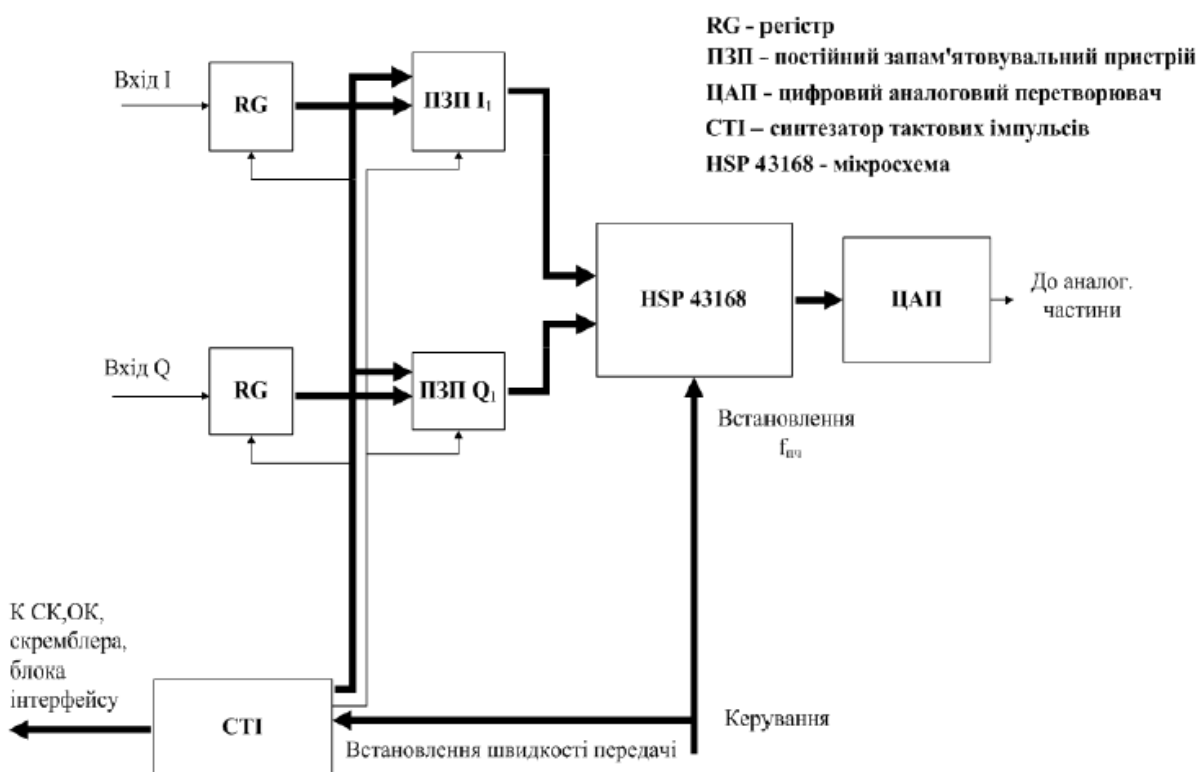 RG - регістр
ПЗП - постійний запам'ятовувальний пристрій
ЦАП - цифровий аналоговий перетворювач
СТІ – синтезатор тактових імпульсів
HSP 43168 - мікросхема
Вхід I
RG
ПЗП I₁
HSP 43168
ЦАП
До аналог.
частини
Вхід Q
RG
ПЗП Q₁
Встановлення
fпч
К СК,ОК,
скремблера,
блока
інтерфейсу
СТІ
Встановлення швидкості передачі
Керування